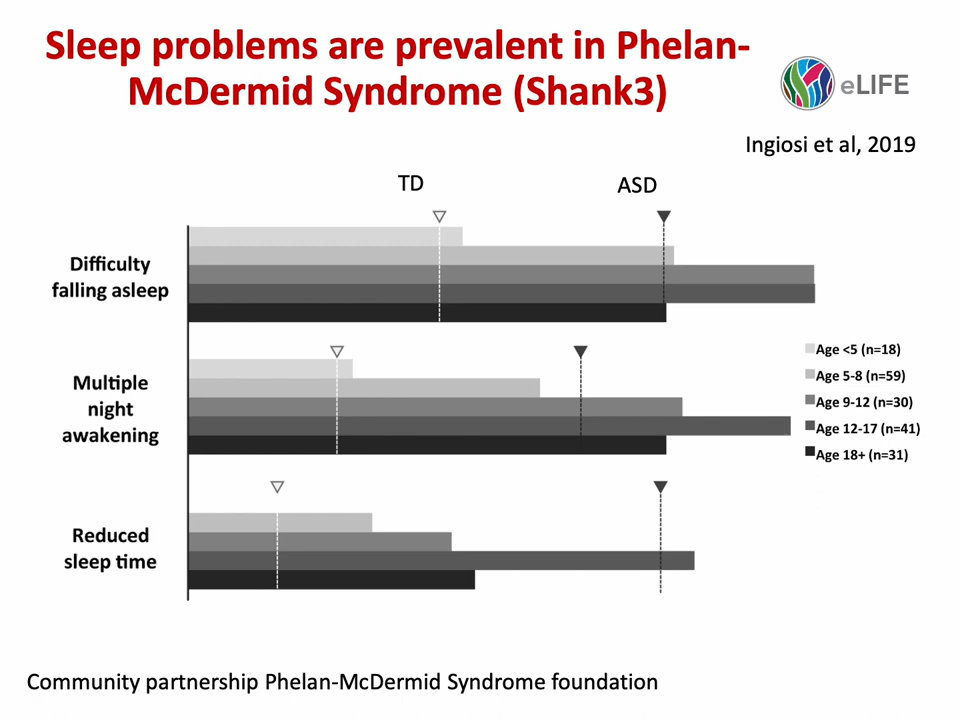 Sleep problems are prevalent in Phelan-
McDermid Syndrome (Shank3)
eLIFE
Ingiosi et al, 2019
TD
ASD
Difficulty
falling asleep
Multiple
night
awakening
Reduced
sleep time
Age <5 (n=18)
Age 5-8 (n=59)
Age 9-12 (n=30)
Age 12-17 (n=41)
Age 18+ (n=31)
Community partnership Phelan-McDermid Syndrome foundation